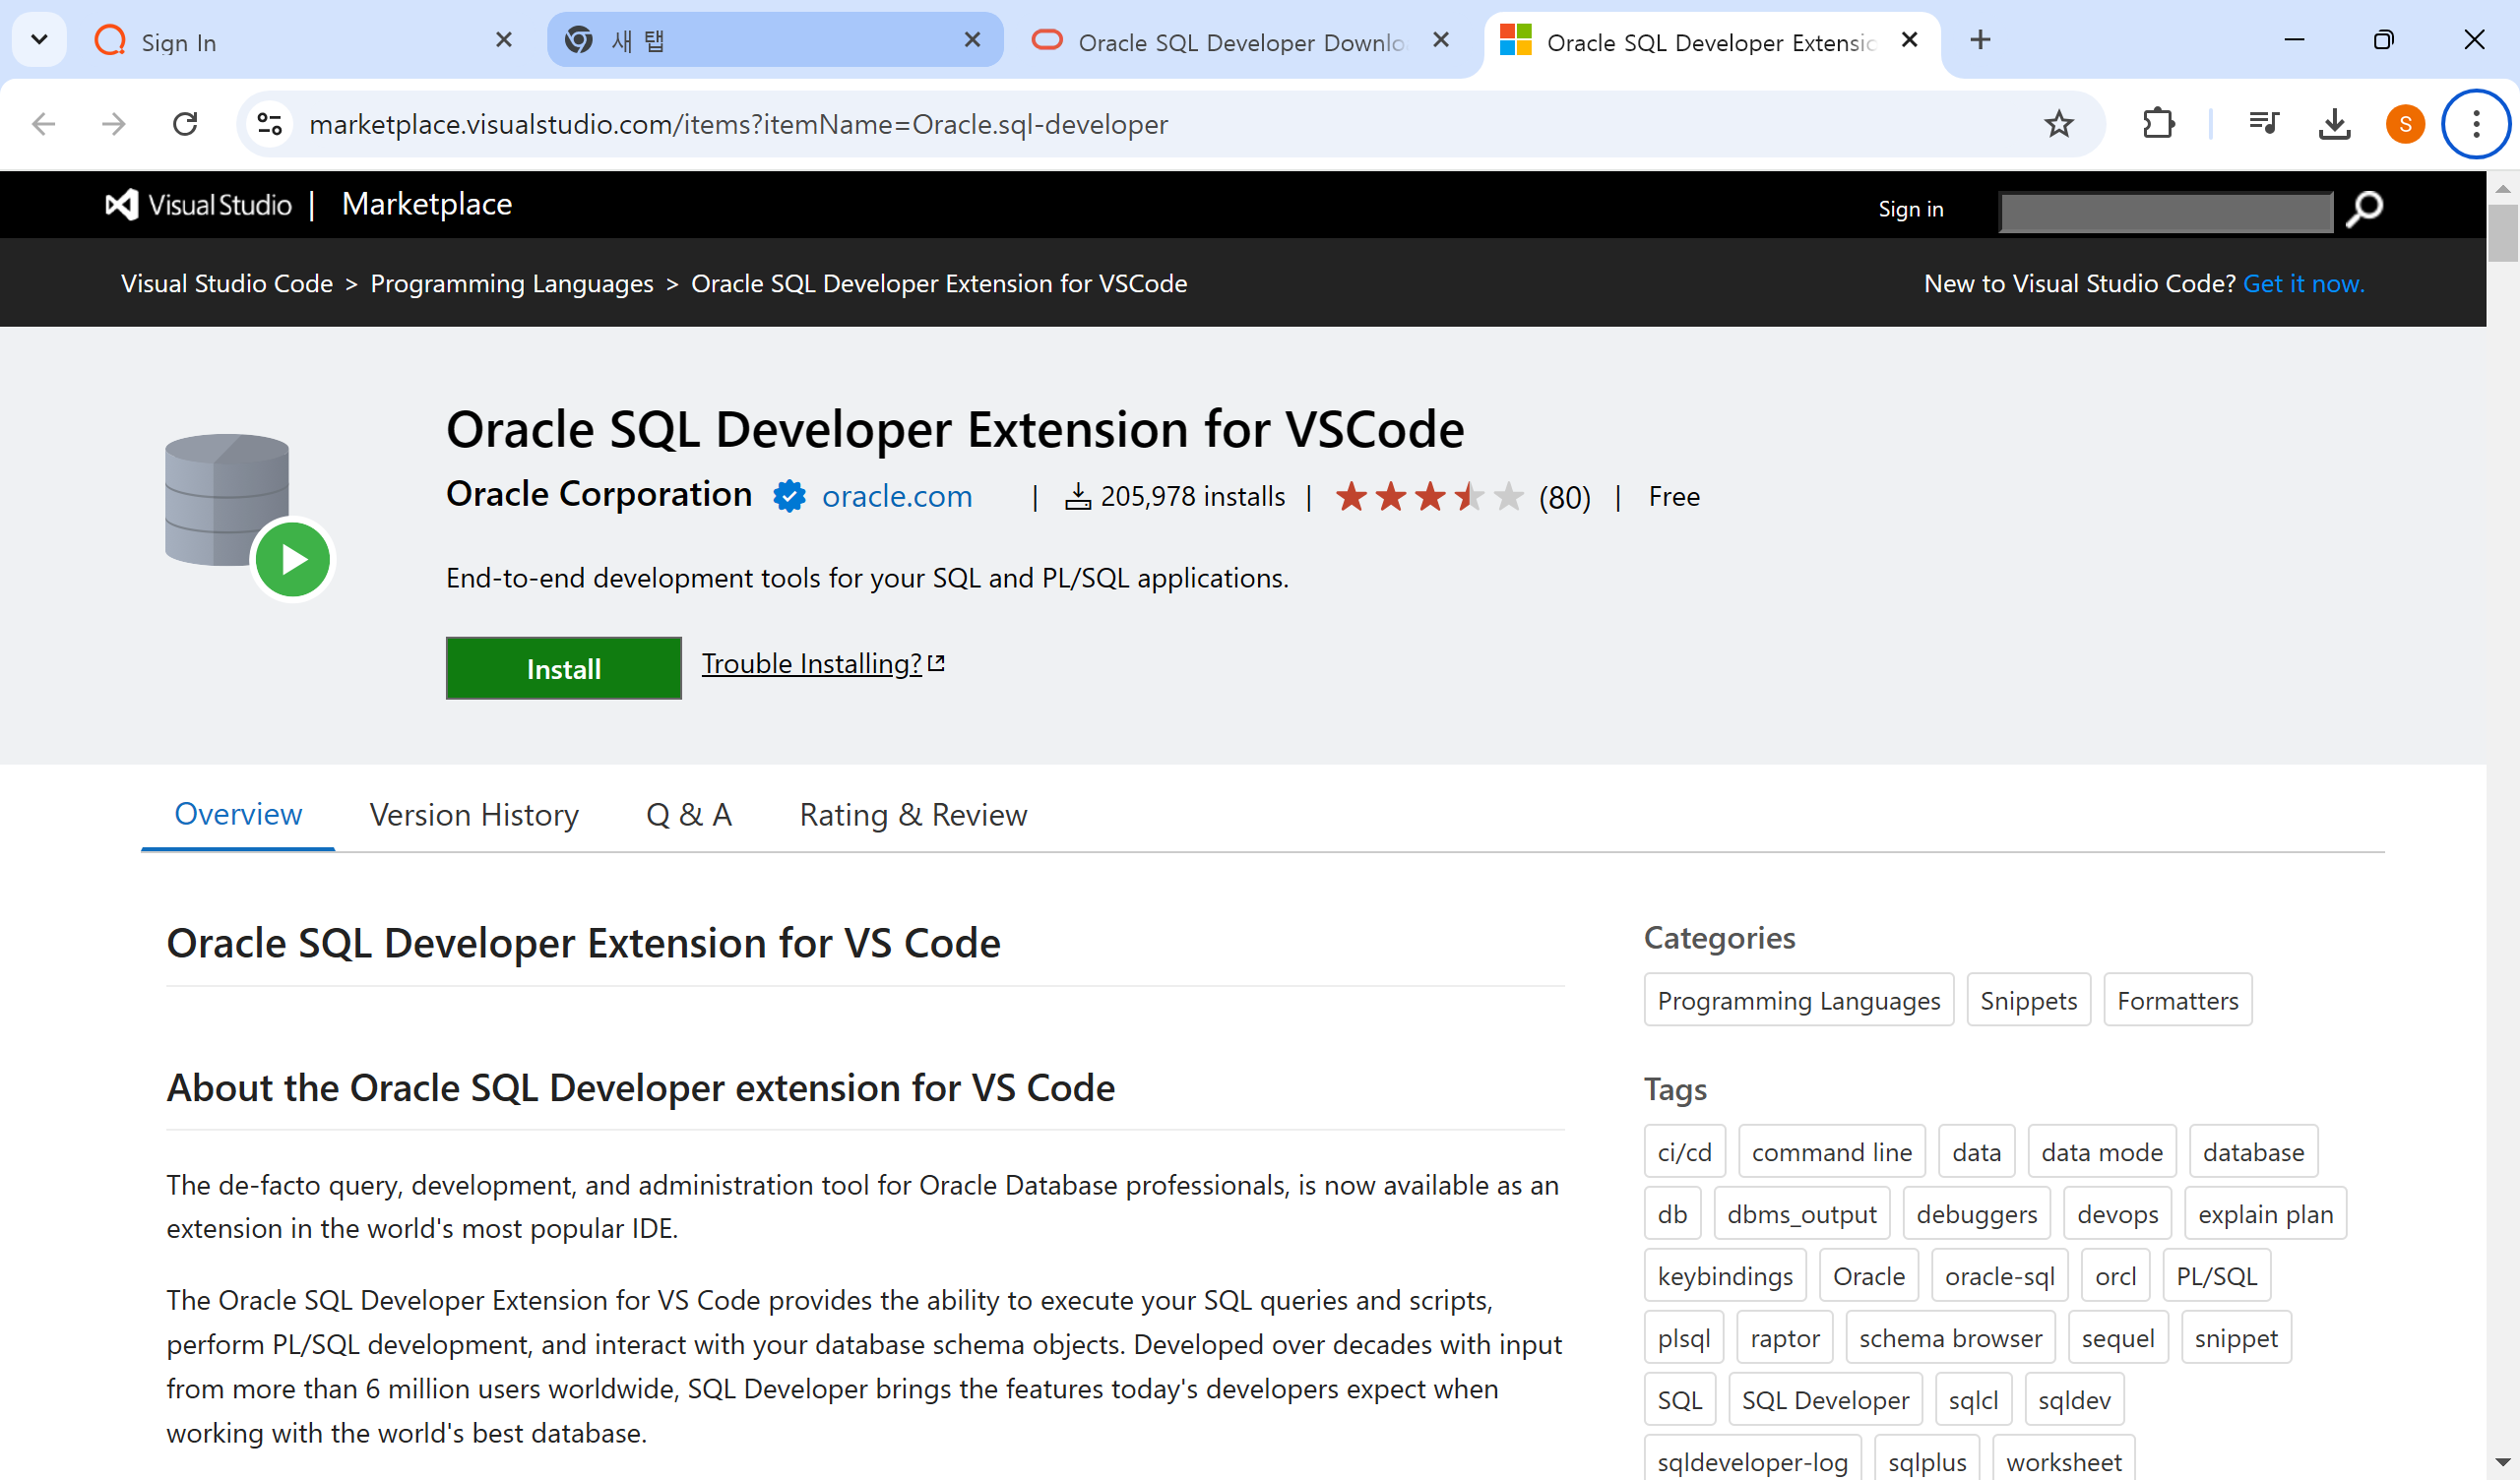 Sign In
새 탭
Oracle SQL Developer Downlo
Oracle SQL Developer Extensio
marketplace.visualstudio.com/items?itemName=Oracle.sql-developer
S
Visual Studio | Marketplace
Sign in
Visual Studio Code > Programming Languages > Oracle SQL Developer Extension for VSCode
New to Visual Studio Code? Get it now.
Oracle SQL Developer Extension for VSCode
Oracle Corporation oracle.com | 205,978 installs | (80) | Free
End-to-end development tools for your SQL and PL/SQL applications.
Install Trouble Installing?
Overview Version History Q & A Rating & Review
Oracle SQL Developer Extension for VS Code
About the Oracle SQL Developer extension for VS Code
The de-facto query, development, and administration tool for Oracle Database professionals, is now available as an
extension in the world's most popular IDE.
The Oracle SQL Developer Extension for VS Code provides the ability to execute your SQL queries and scripts,
perform PL/SQL development, and interact with your database schema objects. Developed over decades with input
from more than 6 million users worldwide, SQL Developer brings the features today's developers expect when
working with the world's best database.
Categories
Programming Languages Snippets Formatters
Tags
ci/cd command line data data mode database
db dbms_output debuggers devops explain plan
keybindings Oracle oracle-sql orcl PL/SQL
plsql raptor schema browser sequel snippet
SQL SQL Developer sqlcl sqldev
sqldeveloper-log sqlplus worksheet